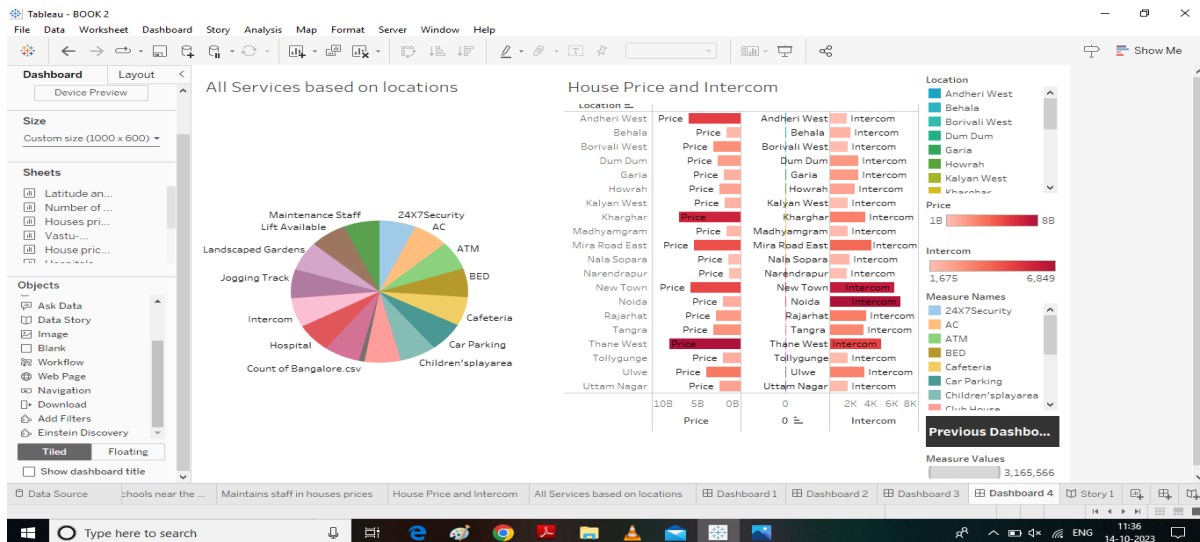 Tableau - BOOK 2
File Data Worksheet Dashboard Story Analysis Map Format Server Window Help
Show Me
Dashboard Layout
Device Preview
Size
Custom size (1000 x 600)
Sheets
Latitude an...
Number of ...
Houses pri...
Vastu-...
House pric...
Objects
Ask Data
Data Story
Image
Blank
Workflow
Web Page
Navigation
Download
Add Filters
Einstein Discovery
Tiled Floating
Show dashboard title
All Services based on locations
Maintenance Staff 24X7Security
Lift Available AC
Landscaped Gardens ATM
Jogging Track BED
Intercom Cafeteria
Hospital Car Parking
Count of Bangalore.csv Children'splayarea
House Price and Intercom
Location
Andheri West Price Andheri West Intercom
Behala Price Behala Intercom
Borivali West Price Borivali West Intercom
Dum Dum Price Dum Dum Intercom
Garia Price Garia Intercom
Howrah Price Howrah Intercom
Kalyan West Price Kalyan West Intercom
Kharghar Price Kharghar Intercom
Madhyamgram Price Madhyamgram Intercom
Mira Road East Price Mira Road East Intercom
Nala Sopara Price Nala Sopara Intercom
Narendrapur Price Narendrapur Intercom
New Town Price New Town Intercom
Noida Price Noida Intercom
Rajarhat Price Rajarhat Intercom
Tangra Price Tangra Intercom
Thane West Price Thane West Intercom
Tollygunge Price Tollygunge Intercom
Ulwe Price Ulwe Intercom
Uttam Nagar Price Uttam Nagar Intercom
10B 5B 0B 0 2K 4K 6K 8K
Price 0 Intercom
Location
Andheri West
Behala
Borivali West
Dum Dum
Garia
Howrah
Kalyan West
Kharghar
Price
1B 8B
Intercom
1,675 6,849
Measure Names
24X7Security
AC
ATM
BED
Cafeteria
Car Parking
Children'splayarea
Club House
Previous Dashbo...
Measure Values
3,165,566
Data Source chools near the ... Maintains staff in houses prices House Price and Intercom All Services based on locations Dashboard 1 Dashboard 2 Dashboard 3 Dashboard 4 Story 1
Type here to search
ENG
11:36
14-10-2023